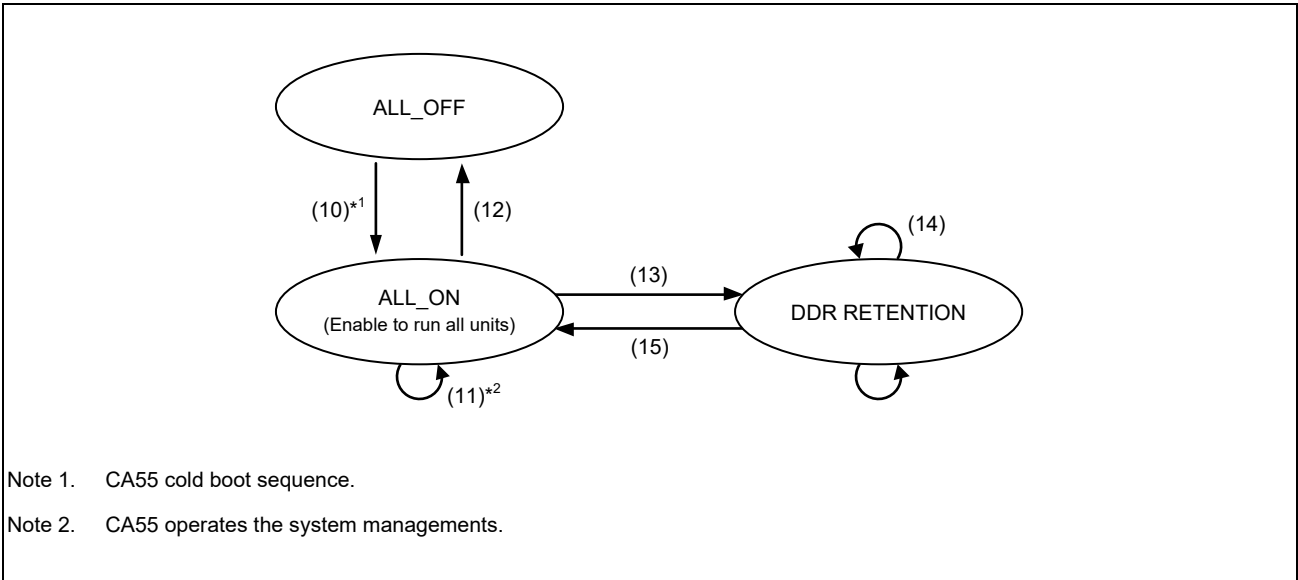 ALL_OFF
(10)*1
(12)
(14)
(13)
ALL_ON
(Enable to run all units)
DDR RETENTION
(15)
(11)*2
Note 1. CA55 cold boot sequence.
Note 2. CA55 operates the system managements.